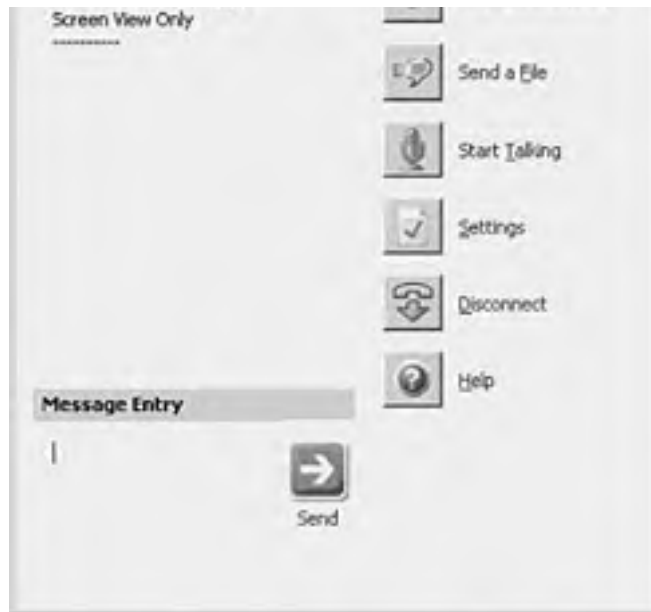 Screen View Only
----------
Send a File
Start Talking
Settings
Disconnect
Help
Message Entry
Send